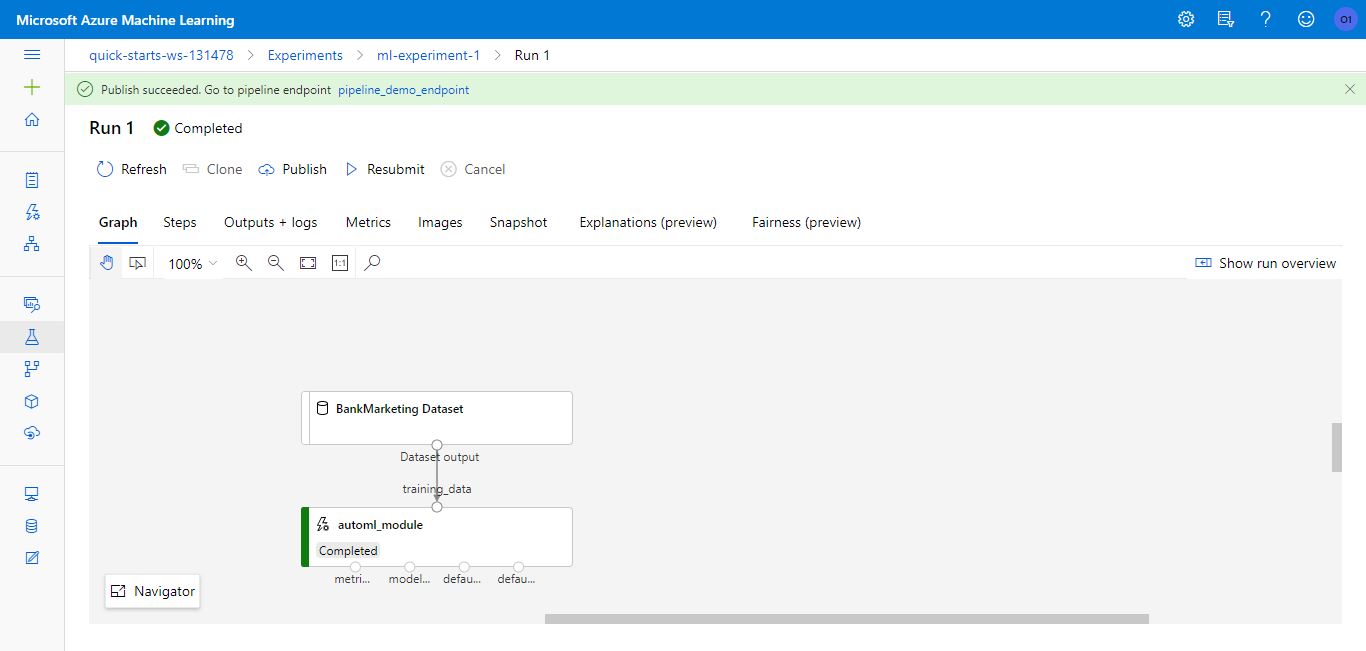 Microsoft Azure Machine Learning
O1
quick-starts-ws-131478 > Experiments > ml-experiment-1 > Run 1
Publish succeeded. Go to pipeline endpoint pipeline_demo_endpoint
Run 1 Completed
Refresh Clone Publish Resubmit Cancel
Graph Steps Outputs + logs Metrics Images Snapshot Explanations (preview) Fairness (preview)
100% 1:1 Show run overview
BankMarketing Dataset
Dataset output
training_data
automl_module
Completed
metri... model... defau... defau...
Navigator